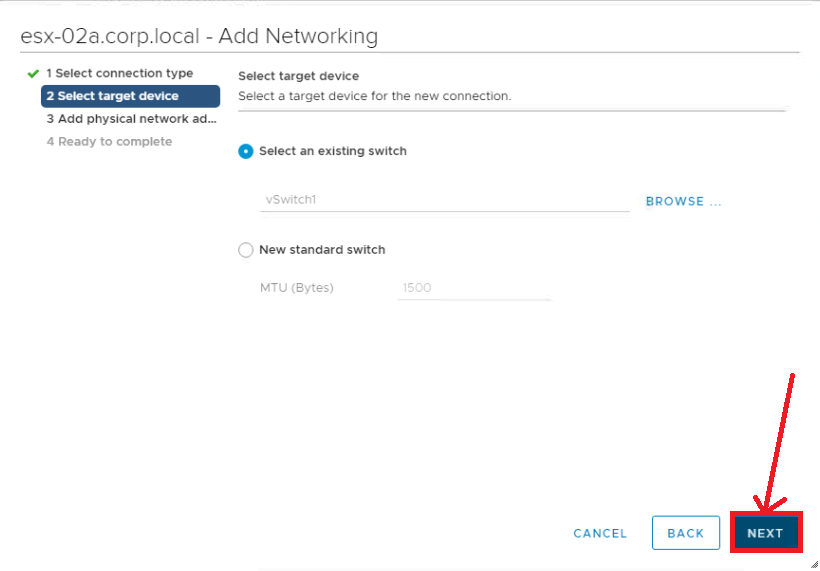 esx-02a.corp.local - Add Networking
1 Select connection type
2 Select target device
3 Add physical network ad...
4 Ready to complete
Select target device
Select a target device for the new connection.
Select an existing switch
vSwitch1
BROWSE ...
New standard switch
MTU (Bytes)
1500
CANCEL
BACK
NEXT